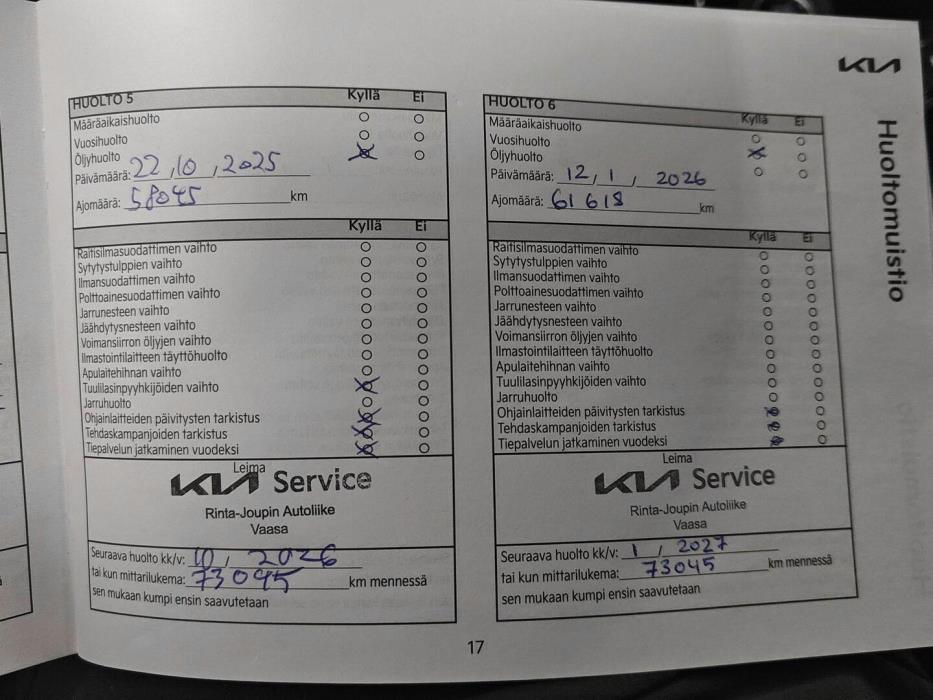 KIA
Huoltomuistio
HUOLTO 5 Kyllä Ei
Määräaikaishuolto
Vuosihuolto
Öljyhuolto
Päivämäärä: 22,10,2025
Ajomäärä: 58045 km
Kyllä Ei
Raitisilmasuodattimen vaihto
Sytytystulppien vaihto
Ilmansuodattimen vaihto
Polttoainesuodattimen vaihto
Jarrunesteen vaihto
Jäähdytysnesteen vaihto
Voimansiirron öljyjen vaihto
Ilmastointilaitteen täyttöhuolto
Apulaitehihnan vaihto
Tuulilasinpyyhkijöiden vaihto
Jarruhuolto
Ohjainlaitteiden päivitysten tarkistus
Tehdaskampanjoiden tarkistus
Tiepalvelun jatkaminen vuodeksi
Leima
KIA Service
Rinta-Joupin Autoliike
Vaasa
Seuraava huolto kk/v: 10, 2026
tai kun mittarilukema: 73045 km mennessä
sen mukaan kumpi ensin saavutetaan
HUOLTO 6 Kyllä Ei
Määräaikaishuolto
Vuosihuolto
Öljyhuolto
Päivämäärä: 12, 1, 2026
Ajomäärä: 61618 km
Kyllä Ei
Raitisilmasuodattimen vaihto
Sytytystulppien vaihto
Ilmansuodattimen vaihto
Polttoainesuodattimen vaihto
Jarrunesteen vaihto
Jäähdytysnesteen vaihto
Voimansiirron öljyjen vaihto
Ilmastointilaitteen täyttöhuolto
Apulaitehihnan vaihto
Tuulilasinpyyhkijöiden vaihto
Jarruhuolto
Ohjainlaitteiden päivitysten tarkistus
Tehdaskampanjoiden tarkistus
Tiepalvelun jatkaminen vuodeksi
Leima
KIA Service
Rinta-Joupin Autoliike
Vaasa
Seuraava huolto kk/v: 1, 2027
tai kun mittarilukema: 73045 km mennessä
sen mukaan kumpi ensin saavutetaan
17